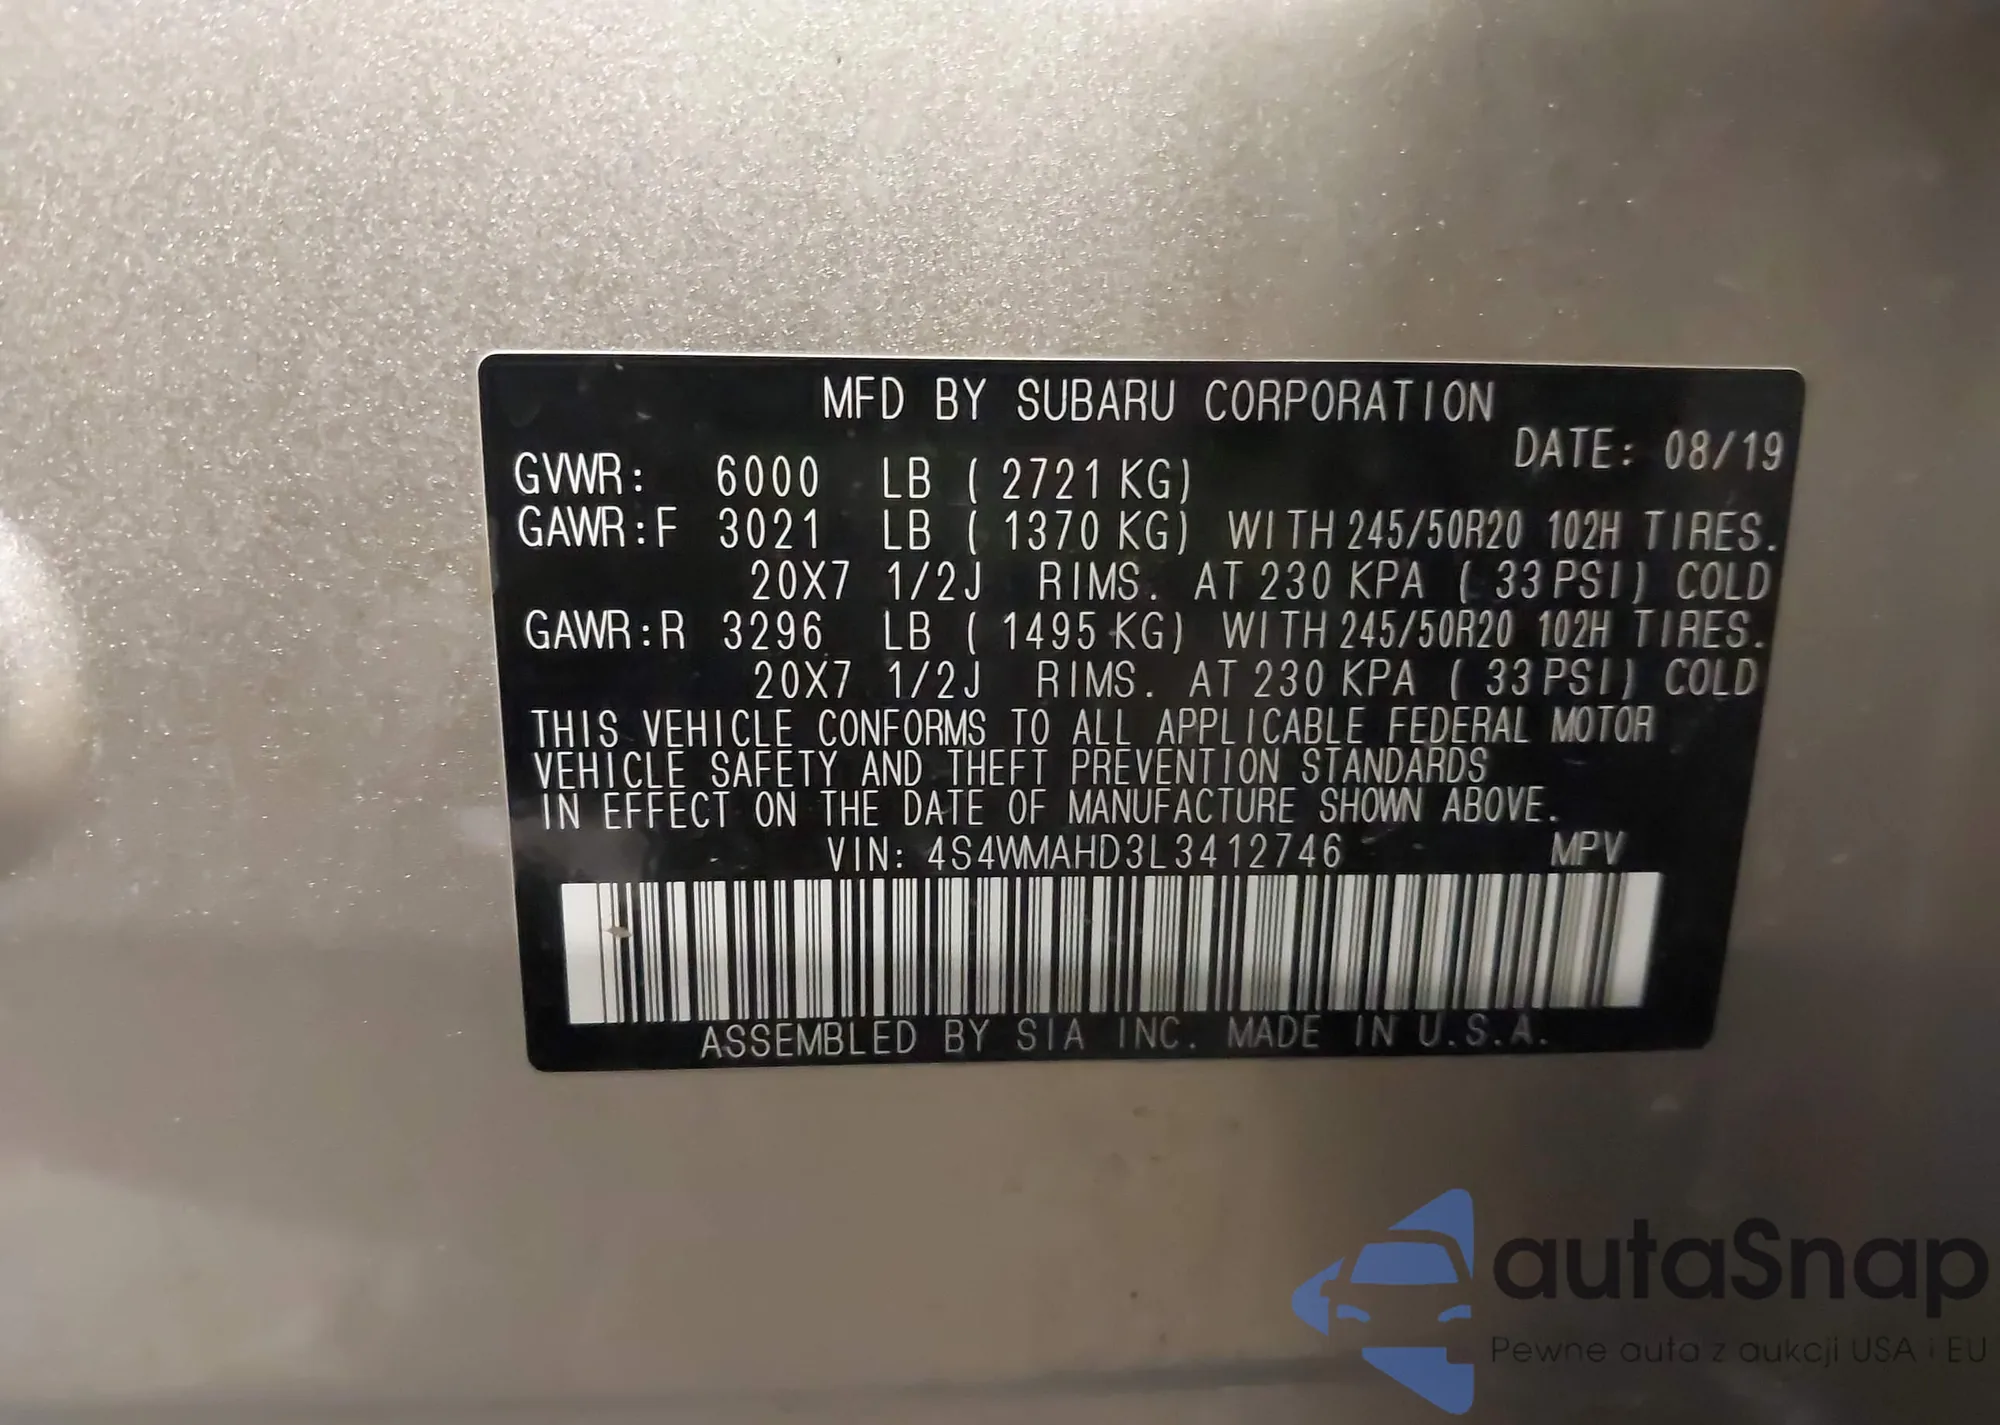 MFD BY SUBARU CORPORATION
DATE: 08/19
GVWR: 6000 LB ( 2721 KG)
GAWR:F 3021 LB ( 1370 KG) WITH 245/50R20 102H TIRES.
20X7 1/2J RIMS. AT 230 KPA ( 33 PSI) COLD
GAWR:R 3296 LB ( 1495 KG) WITH 245/50R20 102H TIRES.
20X7 1/2J RIMS. AT 230 KPA ( 33 PSI) COLD
THIS VEHICLE CONFORMS TO ALL APPLICABLE FEDERAL MOTOR
VEHICLE SAFETY AND THEFT PREVENTION STANDARDS
IN EFFECT ON THE DATE OF MANUFACTURE SHOWN ABOVE.
VIN: 4S4WMAHD3L3412746 MPV
ASSEMBLED BY SIA INC. MADE IN U.S.A.
autaSnap
Pewne auta z aukcji USA i EU